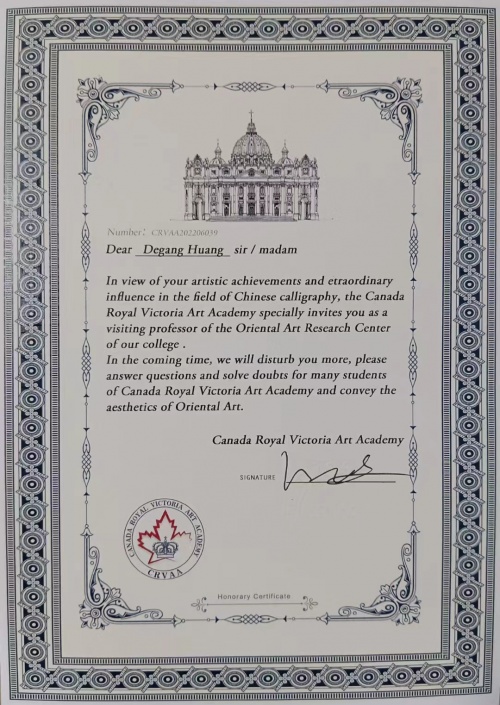 Number: CRVAA202206039
Dear Degang Huang sir / madam
In view of your artistic achievements and etraordinary
influence in the field of Chinese calligraphy, the Canada
Royal Victoria Art Academy specially invites you as a
visiting professor of the Oriental Art Research Center
of our college .
In the coming time, we will disturb you more, please
answer questions and solve doubts for many students
of Canada Royal Victoria Art Academy and convey the
aesthetics of Oriental Art.
Canada Royal Victoria Art Academy
SIGNATURE
CANADA ROYAL VICTORIA ART ACADEMY
CRVAA
Honorary Certificate